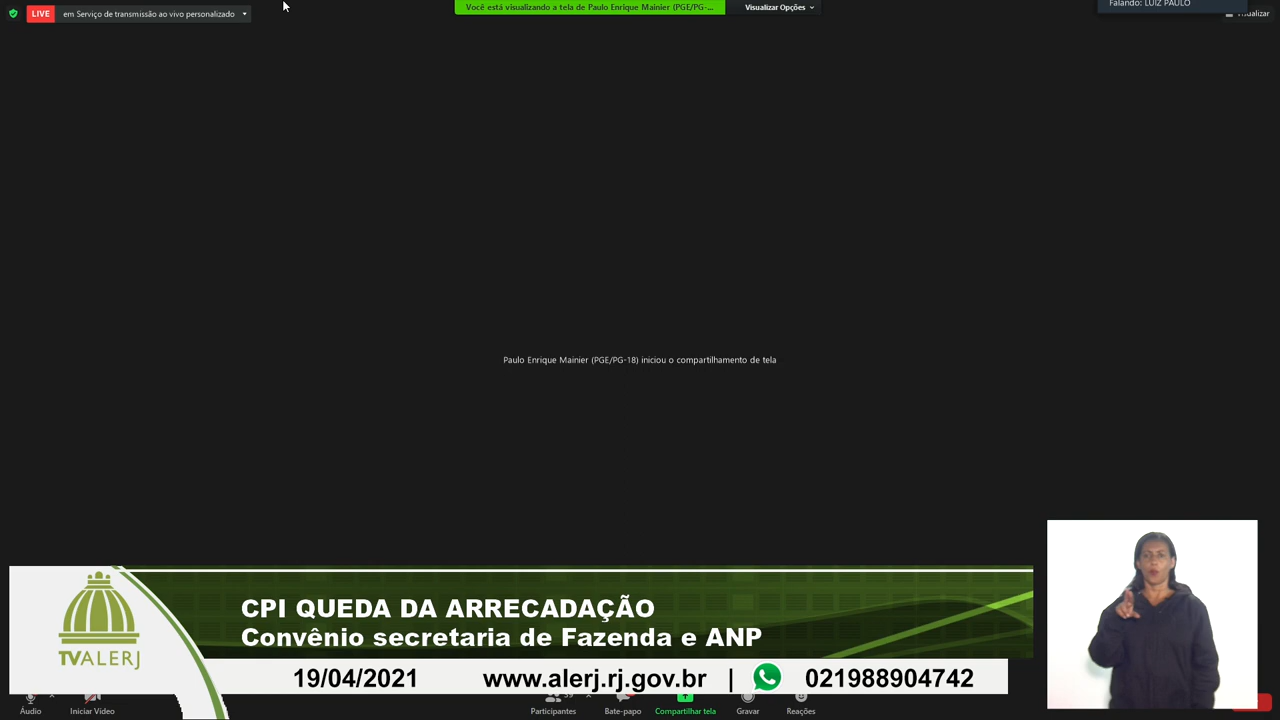 LIVE em Serviço de transmissão ao vivo personalizado
Você está visualizando a tela de Paulo Enrique Mainier (PGE/PG-...
Visualizar Opções
Falando: LUIZ PAULO
Visualizar
Paulo Enrique Mainier (PGE/PG-18) iniciou o compartilhamento de tela
CPI QUEDA DA ARRECADAÇÃO
Convênio secretaria de Fazenda e ANP
TVALERJ
19/04/2021 www.alerj.rj.gov.br | 021988904742
Áudio
Iniciar Vídeo
Participantes
Bate-papo
Compartilhar tela
Gravar
Reações